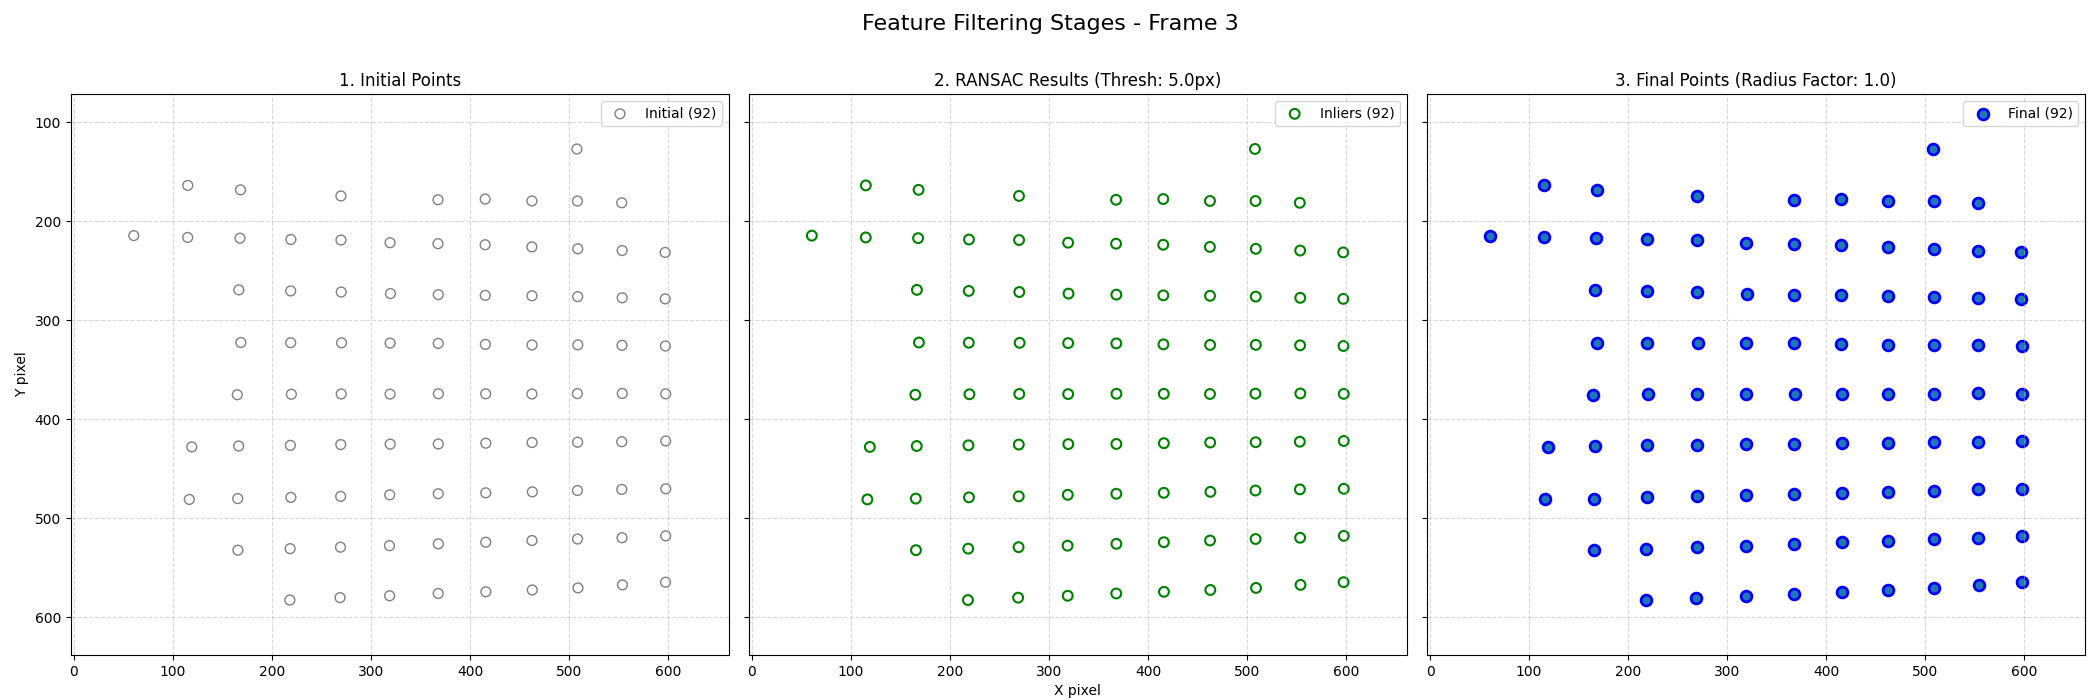 Feature Filtering Stages - Frame 3
1. Initial Points
2. RANSAC Results (Thresh: 5.0px)
3. Final Points (Radius Factor: 1.0)
Initial (92)
Inliers (92)
Final (92)
100
200
300
400
500
600
Y pixel
0 100 200 300 400 500 600
0 100 200 300 400 500 600
0 100 200 300 400 500 600
X pixel